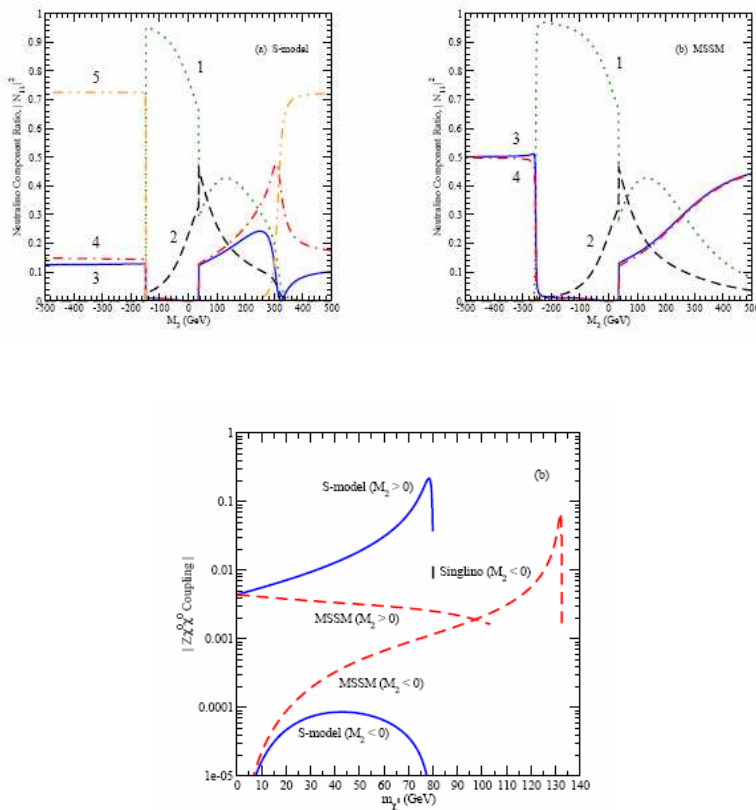 Neutralino Component Ratio, | N₁ᵢ |²
1
0.9
0.8
0.7
0.6
0.5
0.4
0.3
0.2
0.1
0
(a) S-model
1
5
2
4
3
-500 -400 -300 -200 -100 0 100 200 300 400 500
M₂ (GeV)
Neutralino Component Ratio, | N₁ᵢ |²
1
0.9
0.8
0.7
0.6
0.5
0.4
0.3
0.2
0.1
0
(b) MSSM
1
3
4
2
-500 -400 -300 -200 -100 0 100 200 300 400 500
M₂ (GeV)
| Zχ⁰χ⁰ Coupling |
1
0.1
0.01
0.001
0.0001
1e-05
(b)
S-model (M₂ > 0)
Singlino (M₂ < 0)
MSSM (M₂ > 0)
MSSM (M₂ < 0)
S-model (M₂ < 0)
0 10 20 30 40 50 60 70 80 90 100 110 120 130 140
m_χ⁰ (GeV)